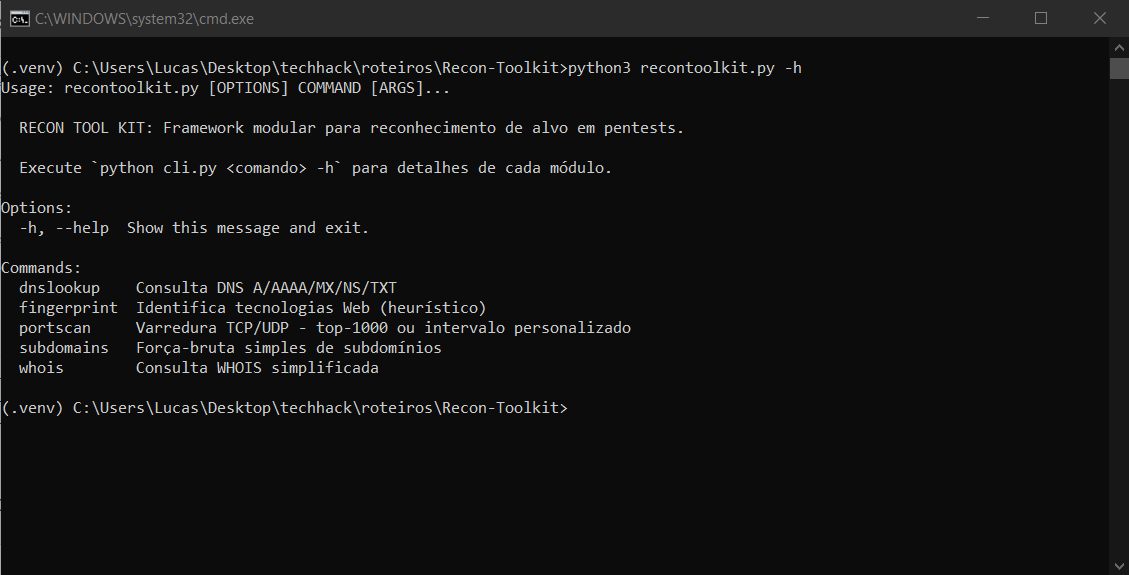 C:\WINDOWS\system32\cmd.exe
(.venv) C:\Users\Lucas\Desktop\techhack\roteiros\Recon-Toolkit>python3 recontoolkit.py -h
Usage: recontoolkit.py [OPTIONS] COMMAND [ARGS]...
RECON TOOL KIT: Framework modular para reconhecimento de alvo em pentests.
Execute `python cli.py <comando> -h` para detalhes de cada módulo.
Options:
-h, --help  Show this message and exit.
Commands:
dnslookup    Consulta DNS A/AAAA/MX/NS/TXT
fingerprint  Identifica tecnologias Web (heurístico)
portscan     Varredura TCP/UDP - top-1000 ou intervalo personalizado
subdomains   Força-bruta simples de subdomínios
whois        Consulta WHOIS simplificada
(.venv) C:\Users\Lucas\Desktop\techhack\roteiros\Recon-Toolkit>